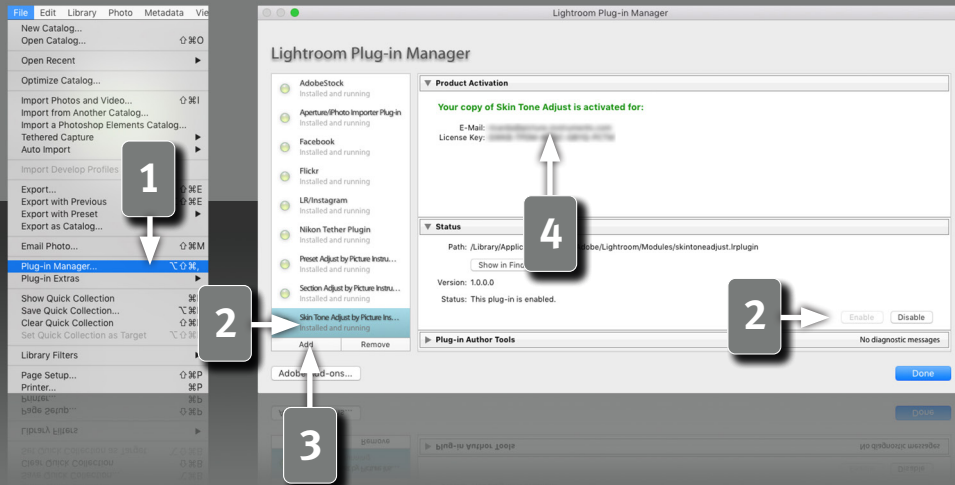 File Edit Library Photo Metadata Vie
New Catalog...
Open Catalog... ⇧⌘O
Open Recent ▶
Optimize Catalog...
Import Photos and Video... ⇧⌘I
Import from Another Catalog...
Import a Photoshop Elements Catalog...
Tethered Capture ▶
Auto Import ▶
Import Develop Profiles
Export... ⇧⌘E
Export with Previous ⇧⌘E
Export with Preset ▶
Export as Catalog...
Email Photo... ⇧⌘M
Plug-in Manager... ⌥⇧⌘,
Plug-in Extras ▶
Show Quick Collection ⌘
Save Quick Collection... ⌥⌘
Clear Quick Collection ⇧⌘
Set Quick Collection as Target ⌥⇧⌘
Library Filters
Page Setup... ⇧⌘P
Printer... ⌘P
1
Lightroom Plug-in Manager
Lightroom Plug-in Manager
AdobeStock
Installed and running
Aperture/iPhoto Importer Plug-in
Installed and running
Facebook
Installed and running
Flickr
Installed and running
LR/Instagram
Installed and running
Nikon Tether Plugin
Installed and running
Preset Adjust by Picture Instru...
Installed and running
Section Adjust by Picture Instru...
Installed and running
Skin Tone Adjust by Picture Ins...
Installed and running
2
Add Remove
Adobe Add-ons...
3
▼ Product Activation
Your copy of Skin Tone Adjust is activated for:
E-Mail:
License Key:
4
▼ Status
Path: /Library/Applic dobe/Lightroom/Modules/skintoneadjust.lrplugin
Show in Find
Version: 1.0.0.0
Status: This plug-in is enabled.
2
Enable Disable
▶ Plug-in Author Tools No diagnostic messages
Done